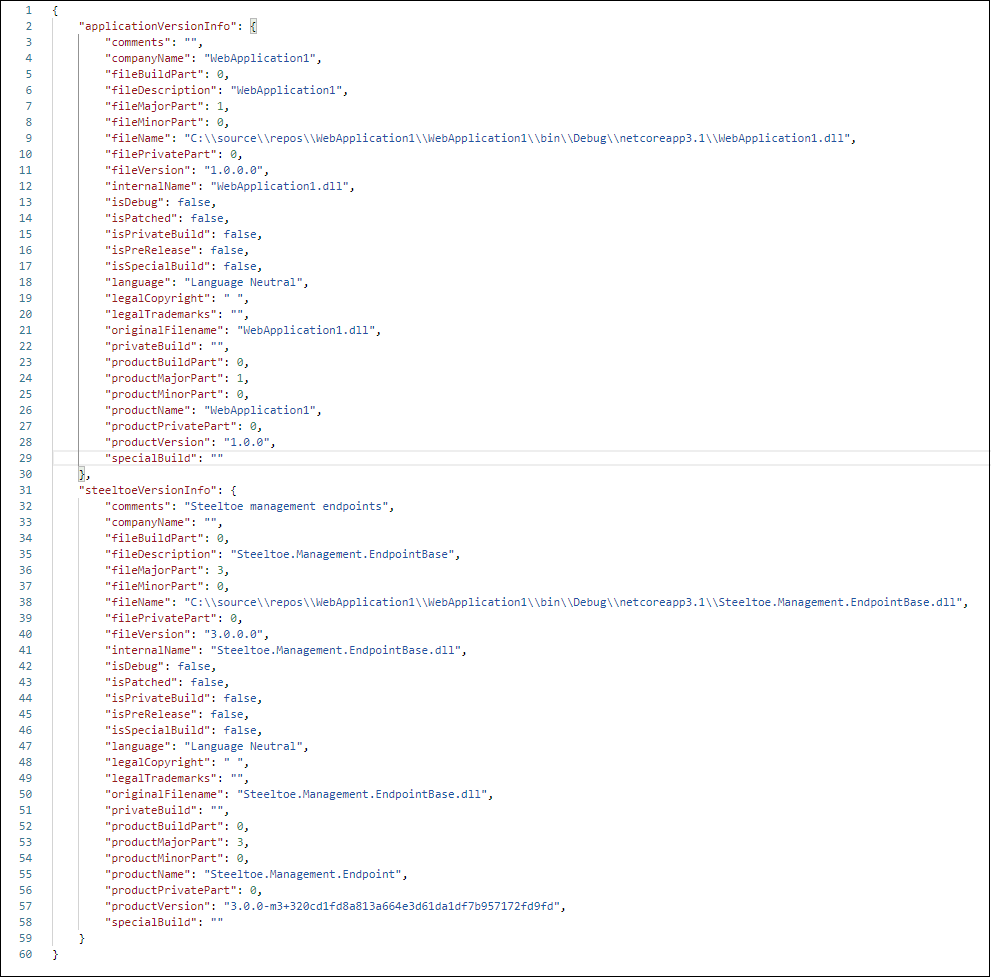 1 {
2     "applicationVersionInfo": {
3         "comments": "",
4         "companyName": "WebApplication1",
5         "fileBuildPart": 0,
6         "fileDescription": "WebApplication1",
7         "fileMajorPart": 1,
8         "fileMinorPart": 0,
9         "fileName": "C:\\source\\repos\\WebApplication1\\WebApplication1\\bin\\Debug\\netcoreapp3.1\\WebApplication1.dll",
10         "filePrivatePart": 0,
11         "fileVersion": "1.0.0.0",
12         "internalName": "WebApplication1.dll",
13         "isDebug": false,
14         "isPatched": false,
15         "isPrivateBuild": false,
16         "isPreRelease": false,
17         "isSpecialBuild": false,
18         "language": "Language Neutral",
19         "legalCopyright": " ",
20         "legalTrademarks": "",
21         "originalFilename": "WebApplication1.dll",
22         "privateBuild": "",
23         "productBuildPart": 0,
24         "productMajorPart": 1,
25         "productMinorPart": 0,
26         "productName": "WebApplication1",
27         "productPrivatePart": 0,
28         "productVersion": "1.0.0",
29         "specialBuild": ""
30     },
31     "steeltoeVersionInfo": {
32         "comments": "Steeltoe management endpoints",
33         "companyName": "",
34         "fileBuildPart": 0,
35         "fileDescription": "Steeltoe.Management.EndpointBase",
36         "fileMajorPart": 3,
37         "fileMinorPart": 0,
38         "fileName": "C:\\source\\repos\\WebApplication1\\WebApplication1\\bin\\Debug\\netcoreapp3.1\\Steeltoe.Management.EndpointBase.dll",
39         "filePrivatePart": 0,
40         "fileVersion": "3.0.0.0",
41         "internalName": "Steeltoe.Management.EndpointBase.dll",
42         "isDebug": false,
43         "isPatched": false,
44         "isPrivateBuild": false,
45         "isPreRelease": false,
46         "isSpecialBuild": false,
47         "language": "Language Neutral",
48         "legalCopyright": " ",
49         "legalTrademarks": "",
50         "originalFilename": "Steeltoe.Management.EndpointBase.dll",
51         "privateBuild": "",
52         "productBuildPart": 0,
53         "productMajorPart": 3,
54         "productMinorPart": 0,
55         "productName": "Steeltoe.Management.Endpoint",
56         "productPrivatePart": 0,
57         "productVersion": "3.0.0-m3+320cd1fd8a813a664e3d61da1df7b957172fd9fd",
58         "specialBuild": ""
59     }
60 }